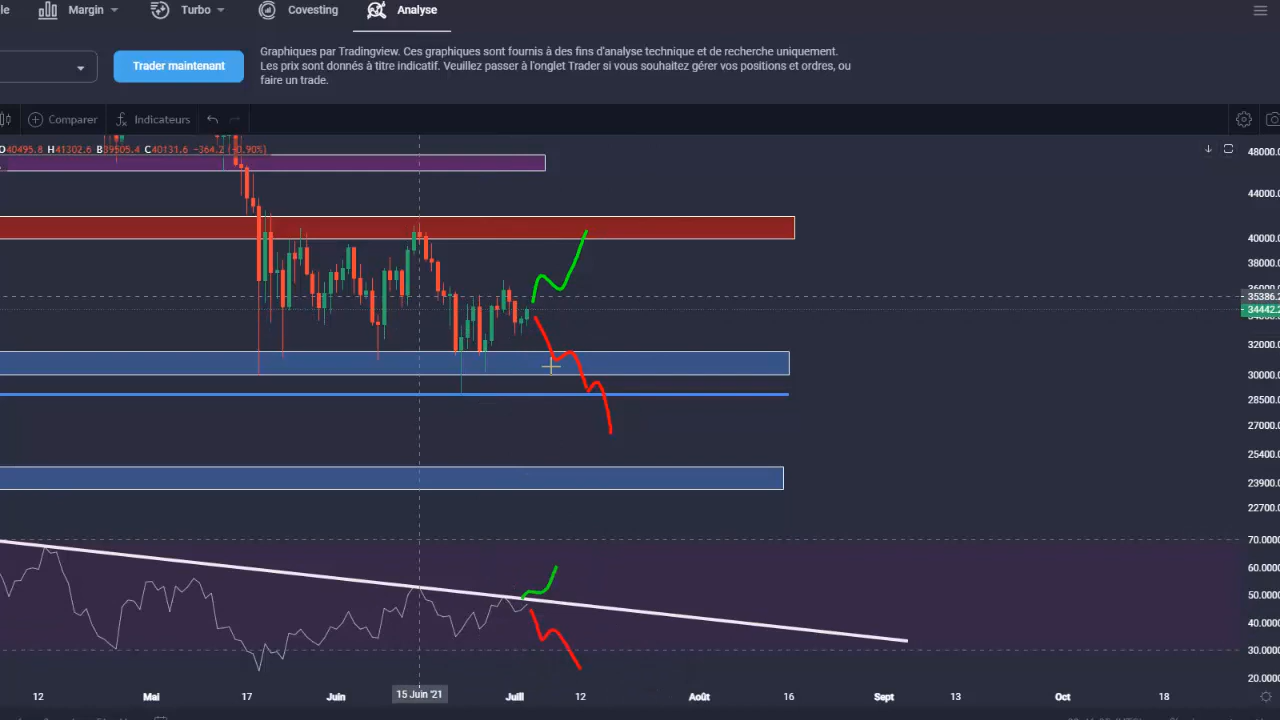 le Margin Turbo Covesting Analyse
Trader maintenant
Graphiques par Tradingview. Ces graphiques sont fournis à des fins d'analyse technique et de recherche uniquement.
Les prix sont donnés à titre indicatif. Veuillez passer à l'onglet Trader si vous souhaitez gérer vos positions et ordres, ou
faire un trade.
Comparer Indicateurs
O40495.8 H41302.6 B39505.4 C40131.6 −364.2 (−0.90%)
48000.0
44000.0
40000.0
38000.0
35386.2
34442.2
32000.0
30000.0
28500.0
27000.0
25400.0
23900.0
22700.0
70.0000
60.0000
50.0000
40.0000
30.0000
20.0000
12 Mai 17 Juin 15 Juin '21 Juill 12 Août 16 Sept 13 Oct 18